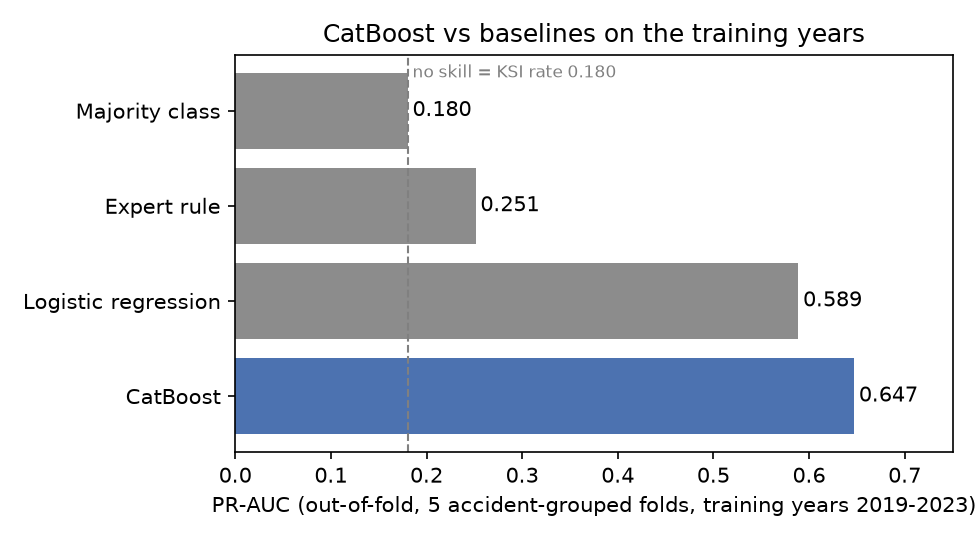 CatBoost vs baselines on the training years
no skill = KSI rate 0.180
Majority class
0.180
Expert rule
0.251
Logistic regression
0.589
CatBoost
0.647
0.0 0.1 0.2 0.3 0.4 0.5 0.6 0.7
PR-AUC (out-of-fold, 5 accident-grouped folds, training years 2019-2023)